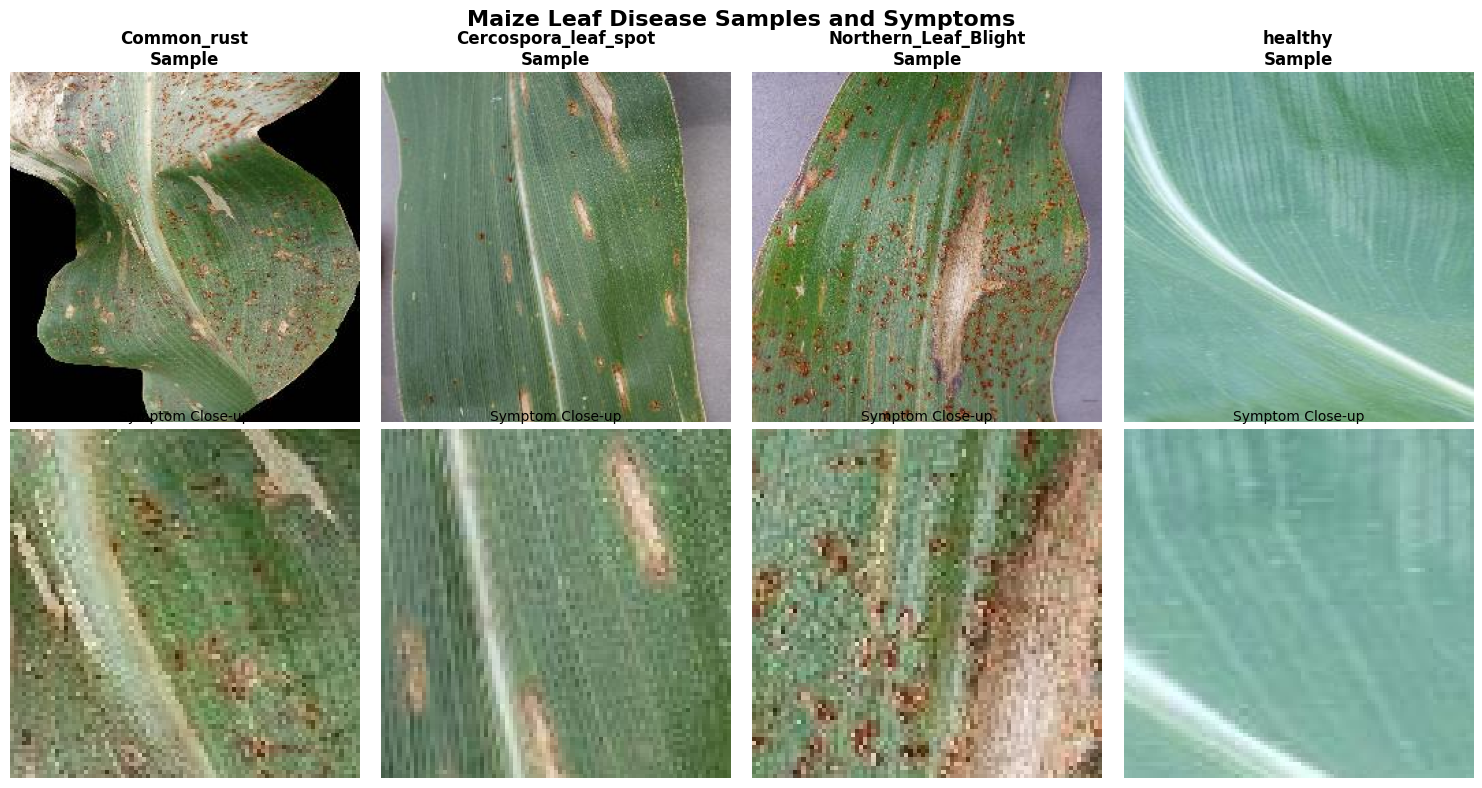 Maize Leaf Disease Samples and Symptoms
Common_rust
Sample
Cercospora_leaf_spot
Sample
Northern_Leaf_Blight
Sample
healthy
Sample
Symptom Close-up
Symptom Close-up
Symptom Close-up
Symptom Close-up